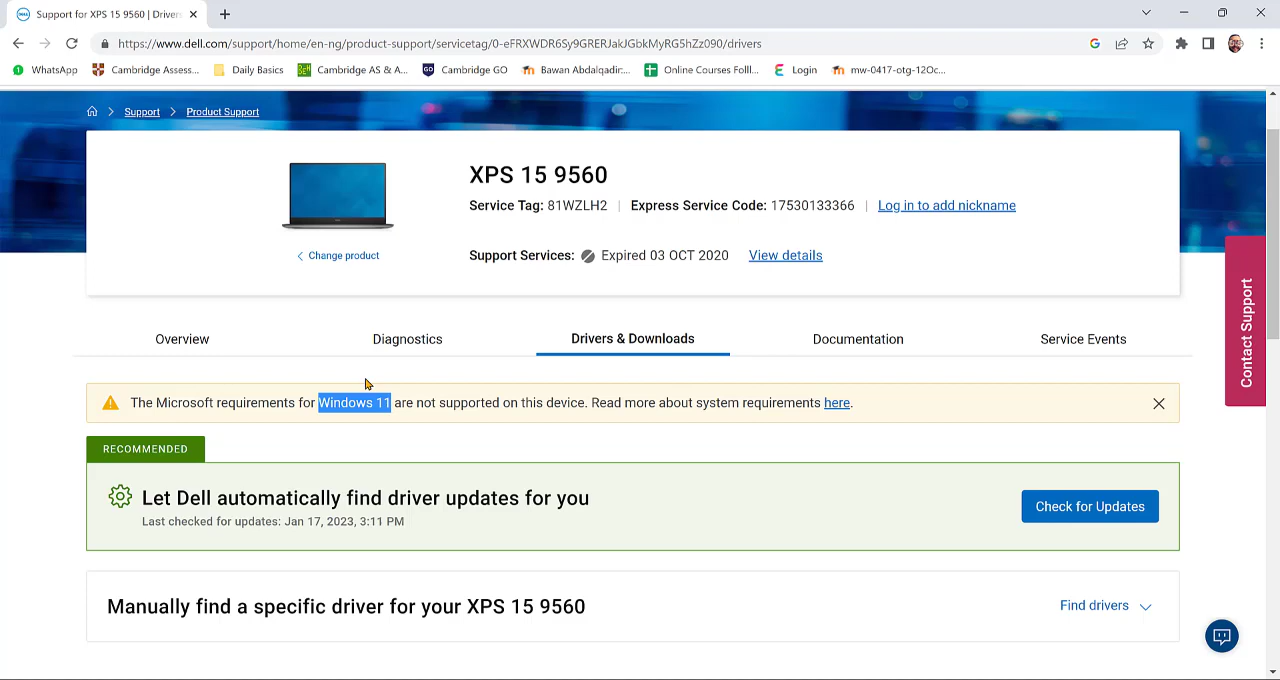 Support for XPS 15 9560 | Driver
https://www.dell.com/support/home/en-ng/product-support/servicetag/0-eFRXWDR6Sy9GRERJakJGbkMyRG5hZz090/drivers
WhatsApp Cambridge Assess... Daily Basics Cambridge AS & A... Cambridge GO Bawan Abdalqadir:... Online Courses Folll... Login mw-0417-otg-12Oc...
Support Product Support
XPS 15 9560
Service Tag: 81WZLH2 | Express Service Code: 17530133366 | Log in to add nickname
Change product
Support Services: Expired 03 OCT 2020 View details
Contact Support
Overview Diagnostics Drivers & Downloads Documentation Service Events
The Microsoft requirements for Windows 11 are not supported on this device. Read more about system requirements here.
RECOMMENDED
Let Dell automatically find driver updates for you
Last checked for updates: Jan 17, 2023, 3:11 PM
Check for Updates
Manually find a specific driver for your XPS 15 9560
Find drivers